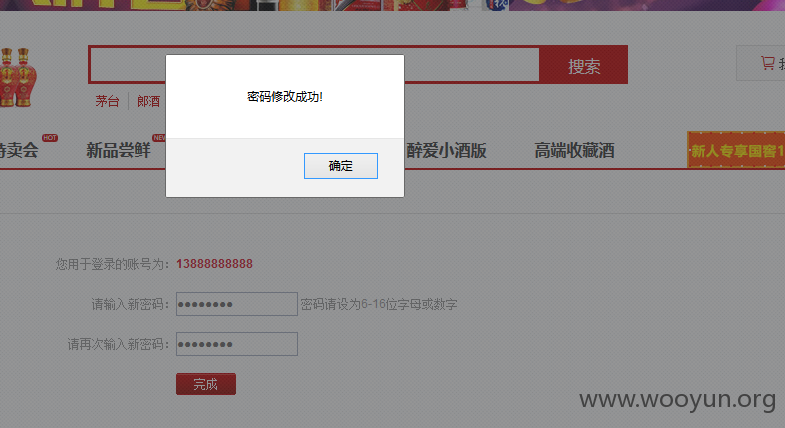 搜索
茅台 郎酒
密码修改成功!
确定
特卖会 HOT
新品尝鲜 NEW
醉爱小酒版
高端收藏酒
新人专享国窖1
您用于登录的账号为：13888888888
请输入新密码： 密码请设为6-16位字母或数字
请再次输入新密码：
完成
www.wooyun.org